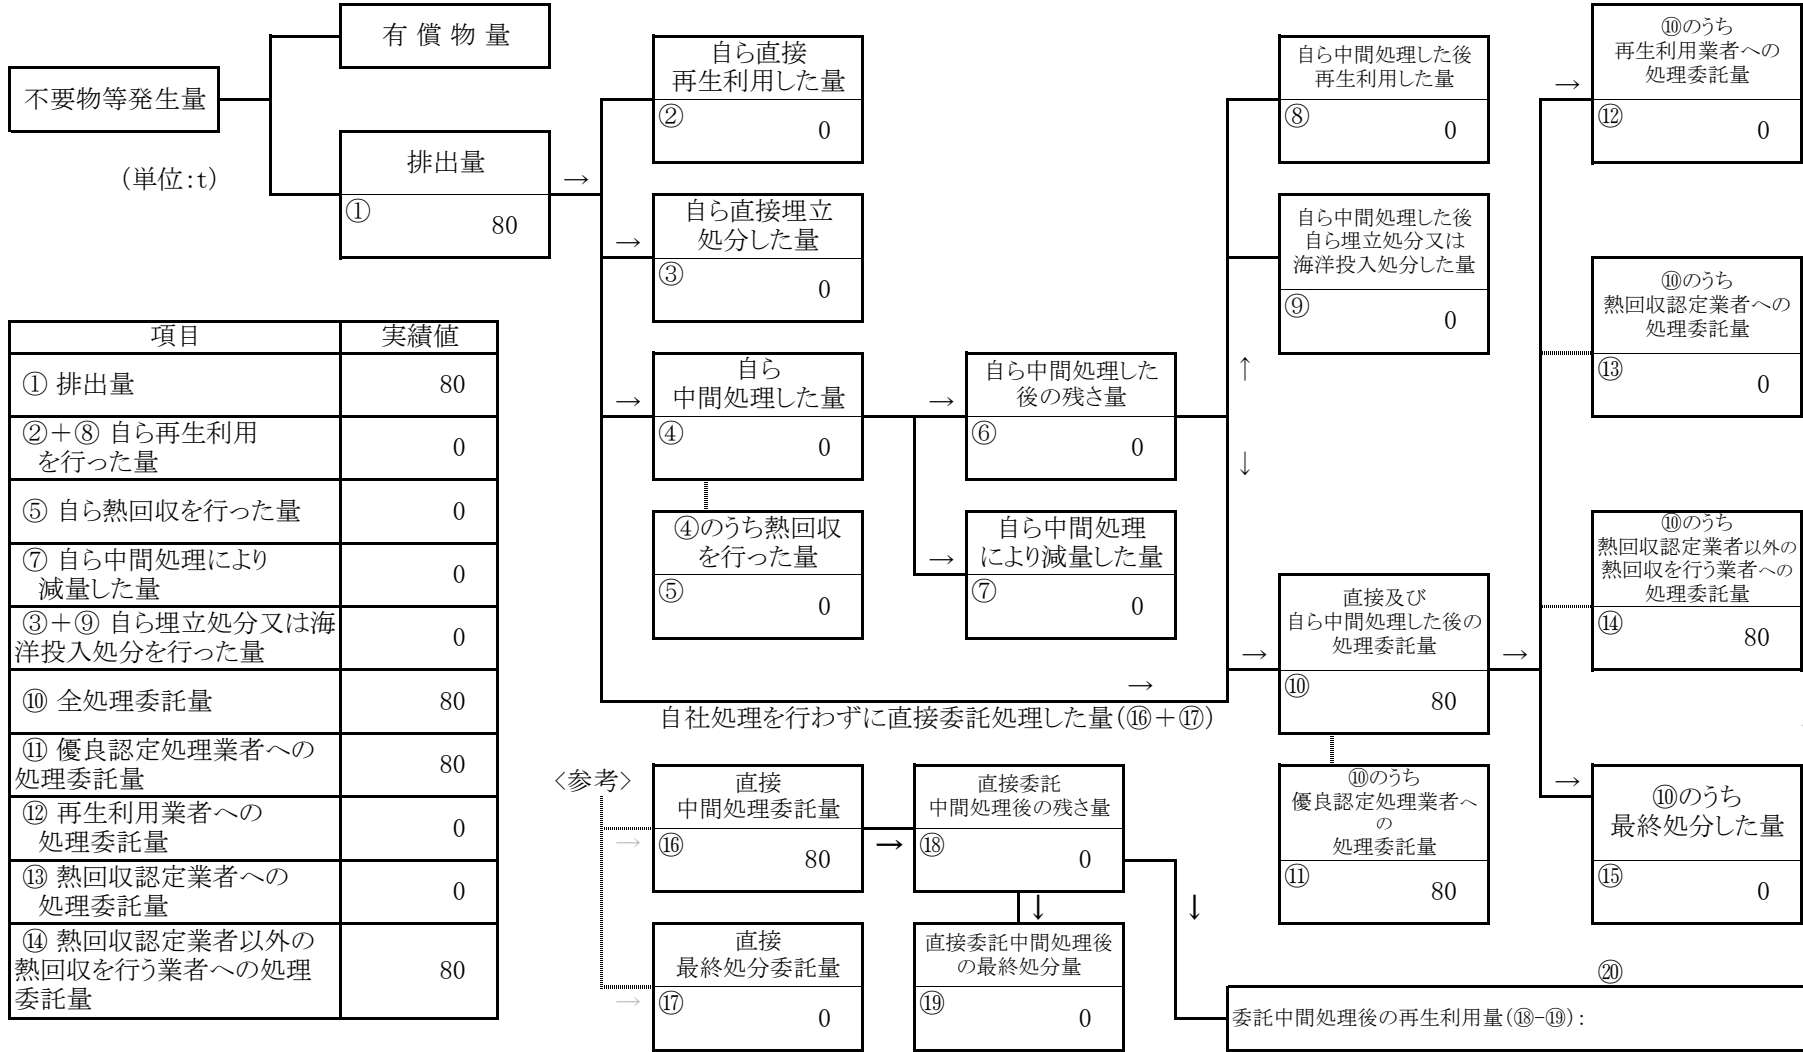 不要物等発生量
(単位:t)
有 償 物 量
排出量
①
80
→
自ら直接
再生利用した量
②
0
→
自ら直接埋立
処分した量
③
0
→
自ら
中間処理した量
④
0
④のうち熱回収
を行った量
⑤
0
→
自ら中間処理した
後の残さ量
⑥
0
→
自ら中間処理
により減量した量
⑦
0
↑
↓
自ら中間処理した後
再生利用した量
⑧
0
自ら中間処理した後
自ら埋立処分又は
海洋投入処分した量
⑨
0
→
自社処理を行わずに直接委託処理した量(⑯+⑰)
→
直接及び
自ら中間処理した後の
処理委託量
⑩
80
→
⑩のうち
優良認定処理業者へ
の
処理委託量
⑪
80
→
⑩のうち
再生利用業者への
処理委託量
⑫
0
⑩のうち
熱回収認定業者への
処理委託量
⑬
0
⑩のうち
熱回収認定業者以外の
熱回収を行う業者への
処理委託量
⑭
80
→
⑩のうち
最終処分した量
⑮
0
項目 実績値
① 排出量 80
②+⑧ 自ら再生利用
を行った量 0
⑤ 自ら熱回収を行った量 0
⑦ 自ら中間処理により
減量した量 0
③+⑨ 自ら埋立処分又は海
洋投入処分を行った量 0
⑩ 全処理委託量 80
⑪ 優良認定処理業者への
処理委託量 80
⑫ 再生利用業者への
処理委託量 0
⑬ 熱回収認定業者への
処理委託量 0
⑭ 熱回収認定業者以外の
熱回収を行う業者への処理
委託量 80
<参考>
→
直接
中間処理委託量
⑯
80
→
直接委託
中間処理後の残さ量
⑱
0
→
直接
最終処分委託量
⑰
0
↓
直接委託中間処理後
の最終処分量
⑲
0
↓
⑳
委託中間処理後の再生利用量(⑱-⑲):